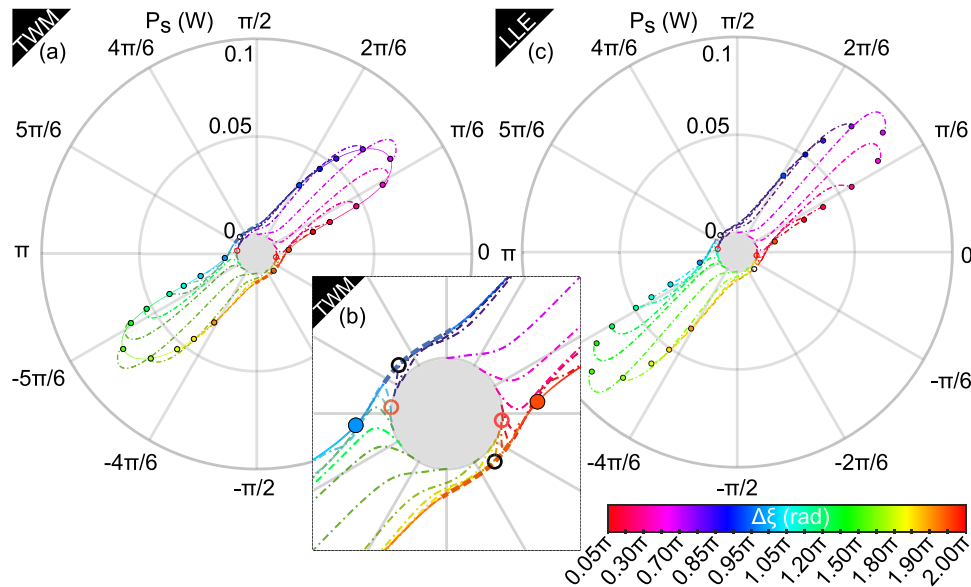 TWM
(a)
P_S (W)
π/2
0.1
4π/6
2π/6
5π/6
π/6
0.05
0
π
0
-5π/6
-4π/6
-π/2
TWM
(b)
LLE
(c)
P_S (W)
π/2
0.1
4π/6
2π/6
5π/6
π/6
0.05
0
π
0
-π/6
-4π/6
-2π/6
-π/2
Δξ (rad)
0.05π
0.30π
0.70π
0.85π
0.95π
1.05π
1.20π
1.50π
1.80π
1.90π
2.00π